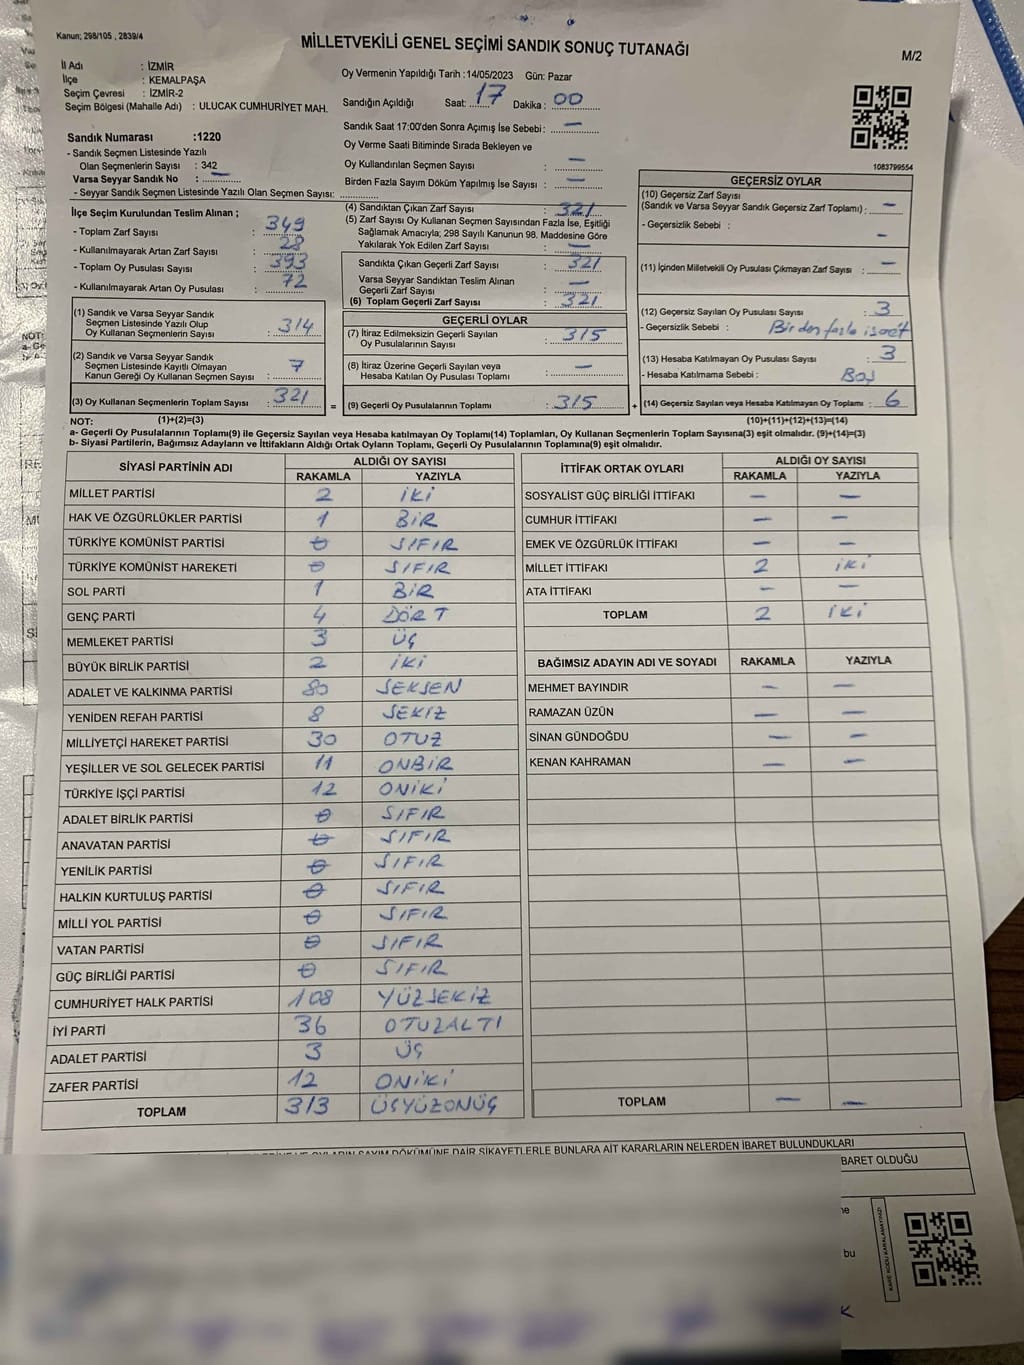 Kanun; 298/105 , 2839/4
MİLLETVEKİLİ GENEL SEÇİMİ SANDIK SONUÇ TUTANAĞI
M/2
İl Adı : İZMİR
İlçe : KEMALPAŞA
Seçim Çevresi : İZMİR-2
Seçim Bölgesi (Mahalle Adı) : ULUCAK CUMHURİYET MAH.
Oy Vermenin Yapıldığı Tarih :14/05/2023 Gün: Pazar
Sandığın Açıldığı Saat: 17 Dakika : 00
Sandık Saat 17:00'den Sonra Açımış İse Sebebi: —
Oy Verme Saati Bitiminde Sırada Bekleyen ve
Oy Kullandırılan Seçmen Sayısı : —
Birden Fazla Sayım Döküm Yapılmış İse Sayısı : —
1083799554
Sandık Numarası :1220
- Sandık Seçmen Listesinde Yazılı
Olan Seçmenlerin Sayısı : 342
Varsa Seyyar Sandık No : —
- Seyyar Sandık Seçmen Listesinde Yazılı Olan Seçmen Sayısı:
İlçe Seçim Kurulundan Teslim Alınan ;
- Toplam Zarf Sayısı : 349
- Kullanılmayarak Artan Zarf Sayısı : 28
- Toplam Oy Pusulası Sayısı : 393
- Kullanılmayarak Artan Oy Pusulası : 72
(4) Sandıktan Çıkan Zarf Sayısı : 321
(5) Zarf Sayısı Oy Kullanan Seçmen Sayısından Fazla İse, Eşitliği
Sağlamak Amacıyla; 298 Sayılı Kanunun 98. Maddesine Göre
Yakılarak Yok Edilen Zarf Sayısı : —
Sandıkta Çıkan Geçerli Zarf Sayısı : 321
Varsa Seyyar Sandıktan Teslim Alınan
Geçerli Zarf Sayısı : —
(6) Toplam Geçerli Zarf Sayısı : 321
GEÇERSİZ OYLAR
(10) Geçersiz Zarf Sayısı
(Sandık ve Varsa Seyyar Sandık Geçersiz Zarf Toplamı) : —
- Geçersizlik Sebebi : —
(11) İçinden Milletvekili Oy Pusulası Çıkmayan Zarf Sayısı : —
(12) Geçersiz Sayılan Oy Pusulası Sayısı : 3
- Geçersizlik Sebebi : Birden fazla işaret
(13) Hesaba Katılmayan Oy Pusulası Sayısı : 3
- Hesaba Katılmama Sebebi : Boş
(14) Geçersiz Sayılan veya Hesaba Katılmayan Oy Toplamı : 6
(1) Sandık ve Varsa Seyyar Sandık
Seçmen Listesinde Yazılı Olup
Oy Kullanan Seçmenlerin Sayısı : 314
(2) Sandık ve Varsa Seyyar Sandık
Seçmen Listesinde Kayıtlı Olmayan
Kanun Gereği Oy Kullanan Seçmen Sayısı : 7
(3) Oy Kullanan Seçmenlerin Toplam Sayısı : 321
GEÇERLİ OYLAR
(7) İtiraz Edilmeksizin Geçerli Sayılan
Oy Pusulalarının Sayısı : 315
(8) İtiraz Üzerine Geçerli Sayılan veya
Hesaba Katılan Oy Pusulası Toplamı : —
= (9) Geçerli Oy Pusulalarının Toplamı : 315 +
NOT: (1)+(2)=(3) (10)+(11)+(12)+(13)=(14)
a- Geçerli Oy Pusulasının Toplamı(9) ile Geçersiz Sayılan veya Hesaba katılmayan Oy Toplamı(14) Toplamları, Oy Kullanan Seçmenlerin Toplam Sayısına(3) eşit olmalıdır. (9)+(14)=(3)
b- Siyasi Partilerin, Bağımsız Adayların ve İttifakların Aldığı Ortak Oyların Toplamı, Geçerli Oy Pusulasının Toplamına(9) eşit olmalıdır.
SİYASİ PARTİNİN ADI ALDIĞI OY SAYISI
RAKAMLA YAZIYLA
MİLLET PARTİSİ 2 İKİ
HAK VE ÖZGÜRLÜKLER PARTİSİ 1 BİR
TÜRKİYE KOMÜNİST PARTİSİ 0 SIFIR
TÜRKİYE KOMÜNİST HAREKETİ 0 SIFIR
SOL PARTİ 1 BİR
GENÇ PARTİ 4 DÖRT
MEMLEKET PARTİSİ 3 ÜÇ
BÜYÜK BİRLİK PARTİSİ 2 İKİ
ADALET VE KALKINMA PARTİSİ 80 SEKSEN
YENİDEN REFAH PARTİSİ 8 SEKİZ
MİLLİYETÇİ HAREKET PARTİSİ 30 OTUZ
YEŞİLLER VE SOL GELECEK PARTİSİ 11 ONBİR
TÜRKİYE İŞÇİ PARTİSİ 12 ONİKİ
ADALET BİRLİK PARTİSİ 0 SIFIR
ANAVATAN PARTİSİ 0 SIFIR
YENİLİK PARTİSİ 0 SIFIR
HALKIN KURTULUŞ PARTİSİ 0 SIFIR
MİLLİ YOL PARTİSİ 0 SIFIR
VATAN PARTİSİ 0 SIFIR
GÜÇ BİRLİĞİ PARTİSİ 0 SIFIR
CUMHURİYET HALK PARTİSİ 108 YÜZSEKİZ
İYİ PARTİ 36 OTUZALTI
ADALET PARTİSİ 3 ÜÇ
ZAFER PARTİSİ 12 ONİKİ
TOPLAM 313 ÜÇYÜZONÜÇ
İTTİFAK ORTAK OYLARI ALDIĞI OY SAYISI
RAKAMLA YAZIYLA
SOSYALİST GÜÇ BİRLİĞİ İTTİFAKI — —
CUMHUR İTTİFAKI — —
EMEK VE ÖZGÜRLÜK İTTİFAKI — —
MİLLET İTTİFAKI 2 İKİ
ATA İTTİFAKI — —
TOPLAM 2 İKİ
BAĞIMSIZ ADAYIN ADI VE SOYADI RAKAMLA YAZIYLA
MEHMET BAYINDIR — —
RAMAZAN ÜZÜN — —
SİNAN GÜNDOĞDU — —
KENAN KAHRAMAN — —
TOPLAM — —
SAYIM DÖKÜMÜNE DAİR ŞİKAYETLERLE BUNLARA AİT KARARLARIN NELERDEN İBARET BULUNDUKLARI
BARET OLDUĞU
bu